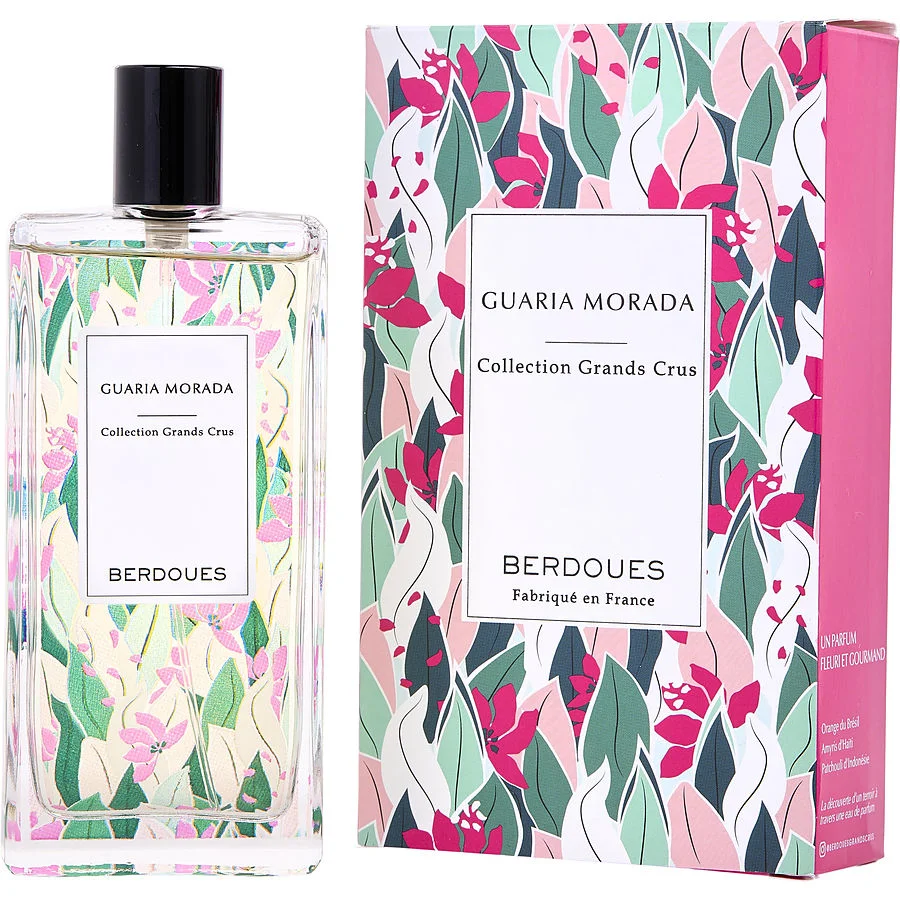 GUARIA MORADA
Collection Grands Crus
BERDOUES
GUARIA MORADA
Collection Grands Crus
BERDOUES
Fabriqué en France
UN PARFUM
FLEURI ET GOURMAND
Orange du Brésil
Amyris d'Haïti
Patchouli d'Indonésie
La découverte d'un terroir à
travers une eau de parfum
@BERDOUESGRANDSCRUS